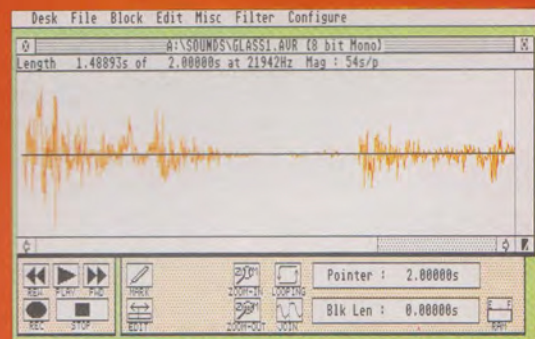 Desk File Block Edit Misc Filter Configure
A:\SOUNDS\GLASS1.AVR (8 bit Mono)
Length 1.48893s of 2.00000s at 21942Hz Mag : 54s/p
REW PLAY FWD
MARK
ZOOM-IN
LOOPING
Pointer : 2.00000s
REC STOP
EDIT
ZOOM-OUT
JOIN
Blk Len : 0.00000s
E F
RAM